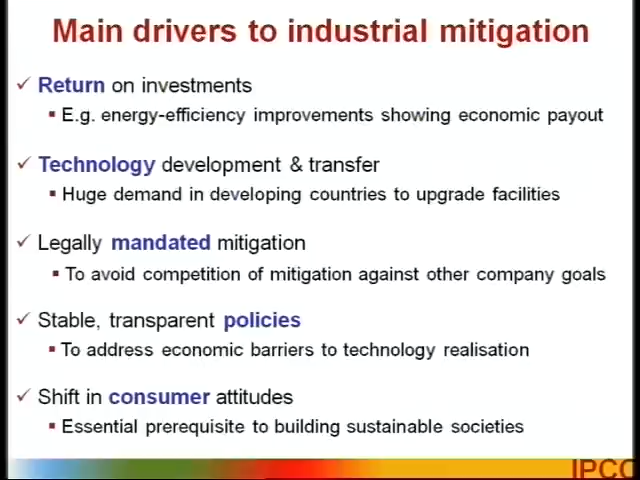 Main drivers to industrial mitigation
✓ Return on investments
▪ E.g. energy-efficiency improvements showing economic payout
✓ Technology development & transfer
▪ Huge demand in developing countries to upgrade facilities
✓ Legally mandated mitigation
▪ To avoid competition of mitigation against other company goals
✓ Stable, transparent policies
▪ To address economic barriers to technology realisation
✓ Shift in consumer attitudes
▪ Essential prerequisite to building sustainable societies
IPCC